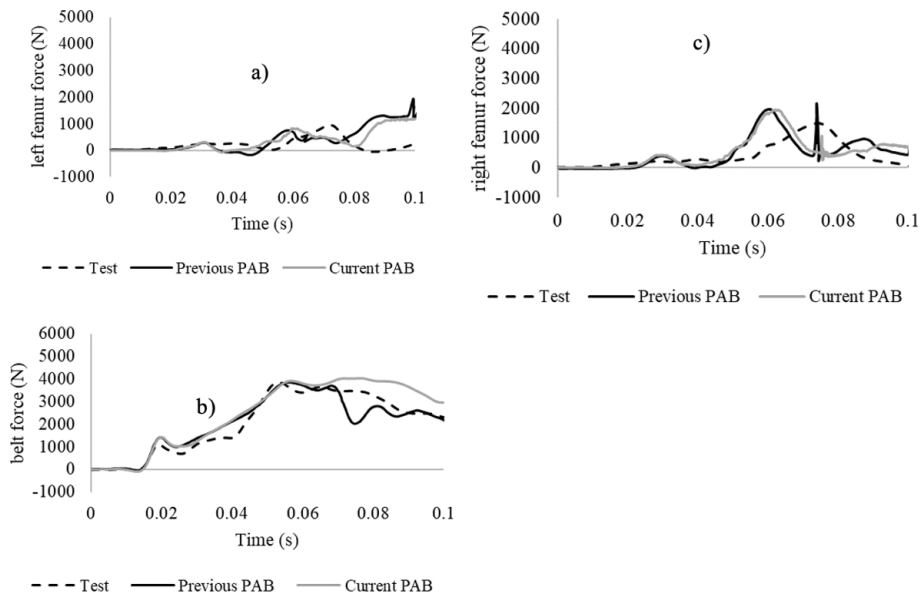 5000
4000
3000
2000
1000
0
-1000
left femur force (N)
a)
0 0.02 0.04 0.06 0.08 0.1
Time (s)
Test Previous PAB Current PAB
5000
4000
3000
2000
1000
0
-1000
right femur force (N)
c)
0 0.02 0.04 0.06 0.08 0.1
Time (s)
Test Previous PAB Current PAB
6000
5000
4000
3000
2000
1000
0
-1000
belt force (N)
b)
0 0.02 0.04 0.06 0.08 0.1
Time (s)
Test Previous PAB Current PAB